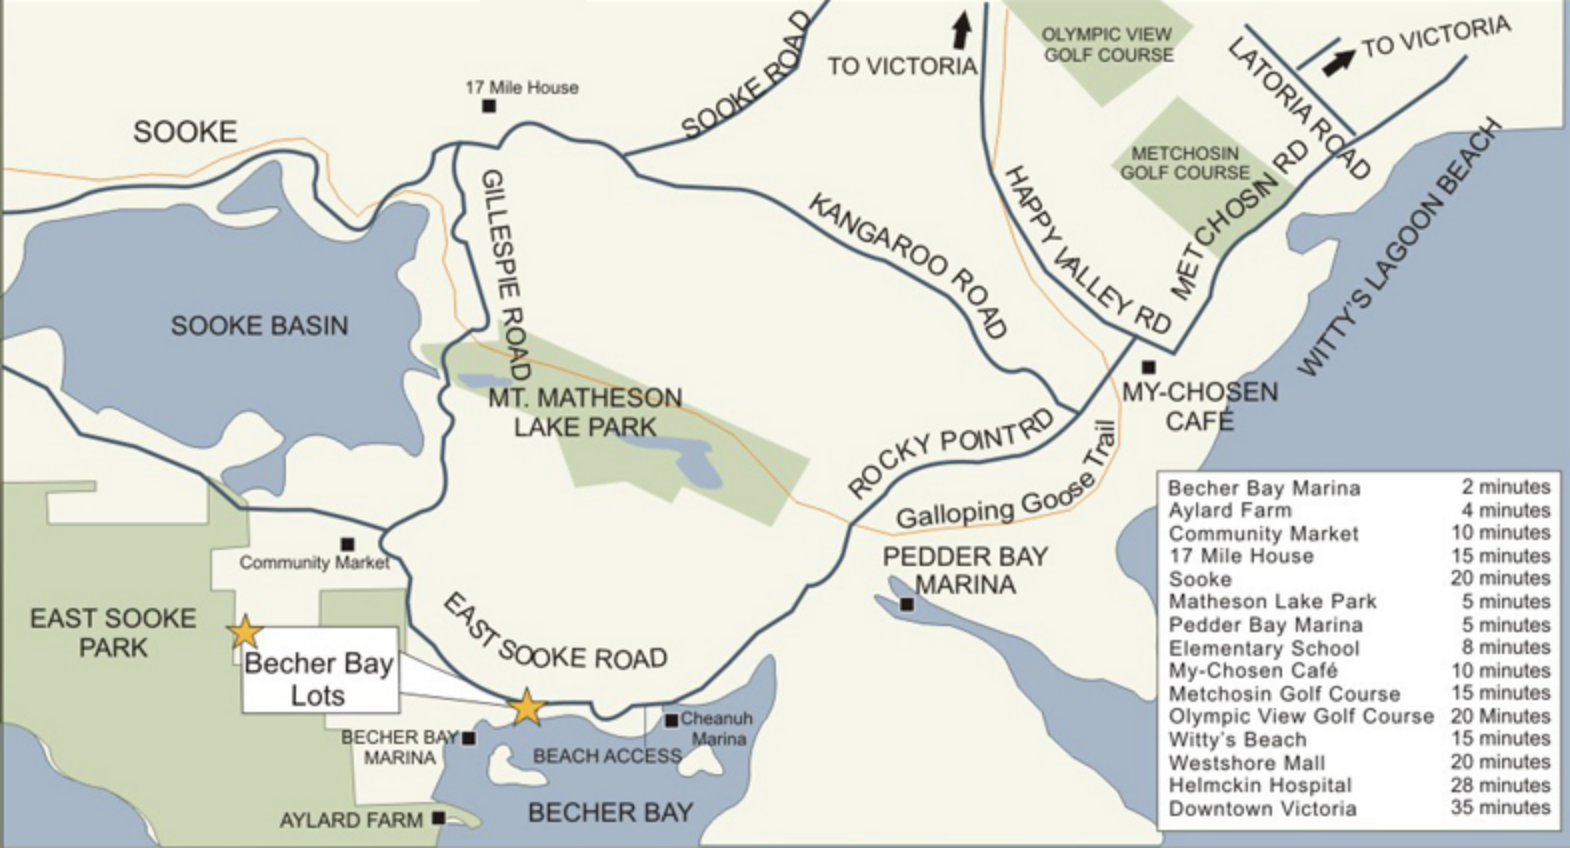 OLYMPIC VIEW
GOLF COURSE
TO VICTORIA
TO VICTORIA
SOOKE ROAD
LATORIA ROAD
17 Mile House
SOOKE
METCHOSIN
GOLF COURSE
METCHOSIN RD
WITTY'S LAGOON BEACH
GILLESPIE ROAD
KANGAROO ROAD
HAPPY VALLEY RD
SOOKE BASIN
MT. MATHESON
LAKE PARK
MY-CHOSEN
CAFÉ
ROCKY POINT RD
Galloping Goose Trail
Community Market
PEDDER BAY
MARINA
EAST SOOKE
PARK
EAST SOOKE ROAD
Becher Bay
Lots
BECHER BAY
MARINA
Cheanuh
Marina
BEACH ACCESS
BECHER BAY
AYLARD FARM
Becher Bay Marina 2 minutes
Aylard Farm 4 minutes
Community Market 10 minutes
17 Mile House 15 minutes
Sooke 20 minutes
Matheson Lake Park 5 minutes
Pedder Bay Marina 5 minutes
Elementary School 8 minutes
My-Chosen Café 10 minutes
Metchosin Golf Course 15 minutes
Olympic View Golf Course 20 Minutes
Witty's Beach 15 minutes
Westshore Mall 20 minutes
Helmckin Hospital 28 minutes
Downtown Victoria 35 minutes